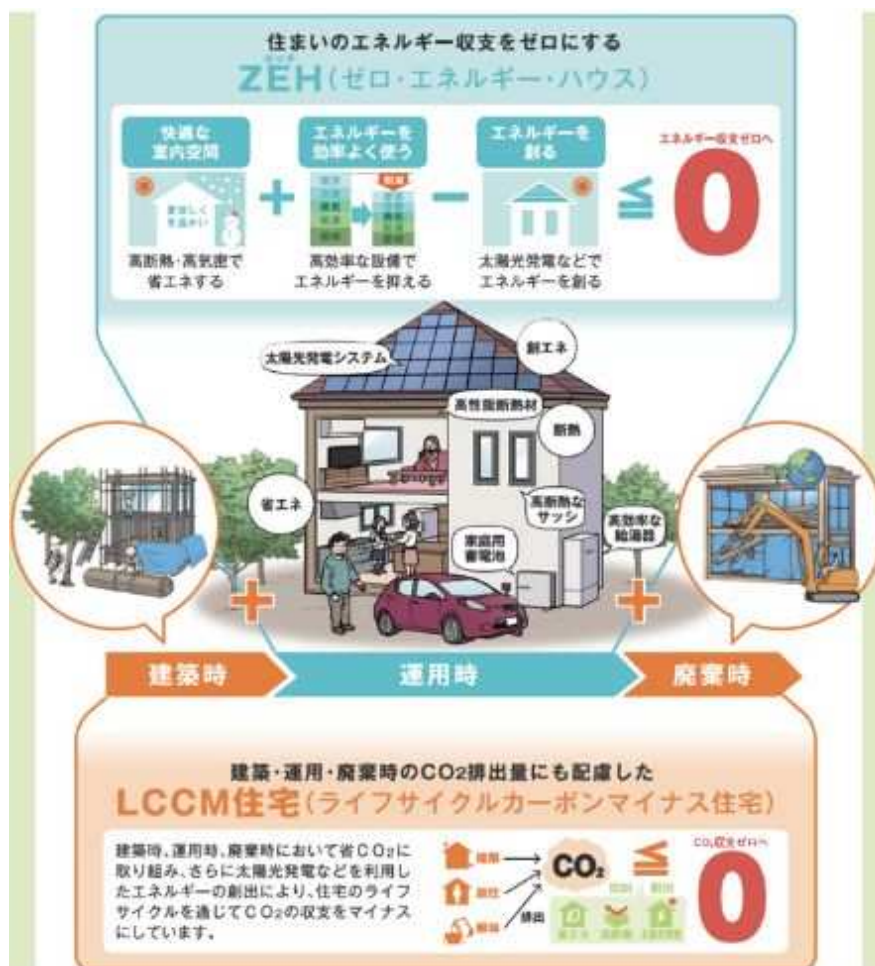 住まいのエネルギー収支をゼロにする
ZEH(ゼロ・エネルギー・ハウス)
快適な
室内空間
エネルギーを
効率よく使う
エネルギーを
創る
エネルギー収支ゼロへ
夏涼しく
冬温かい
削減
+
−
≦
0
高断熱・高気密で
省エネする
高効率な設備で
エネルギーを抑える
太陽光発電などで
エネルギーを創る
太陽光発電システム
創エネ
高性能断熱材
断熱
省エネ
高断熱な
サッシ
高効率な
給湯器
家庭用
蓄電池
+
+
建築時
運用時
廃棄時
建築・運用・廃棄時のCO2排出量にも配慮した
LCCM住宅(ライフサイクルカーボンマイナス住宅)
建築時、運用時、廃棄時において省CO2に
取り組み、さらに太陽光発電などを利用し
たエネルギーの創出により、住宅のライフ
サイクルを通じてCO2の収支をマイナス
にしています。
CO2
排出
≦
CO2収支ゼロへ
0